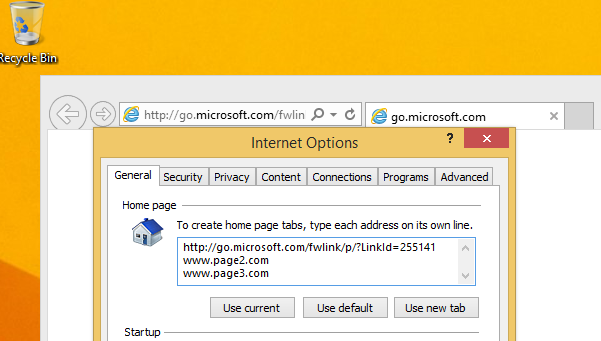 Recycle Bin
http://go.microsoft.com/fwlin
go.microsoft.com
Internet Options
?
General Security Privacy Content Connections Programs Advanced
Home page
To create home page tabs, type each address on its own line.
http://go.microsoft.com/fwlink/p/?LinkId=255141
www.page2.com
www.page3.com
Use current Use default Use new tab
Startup